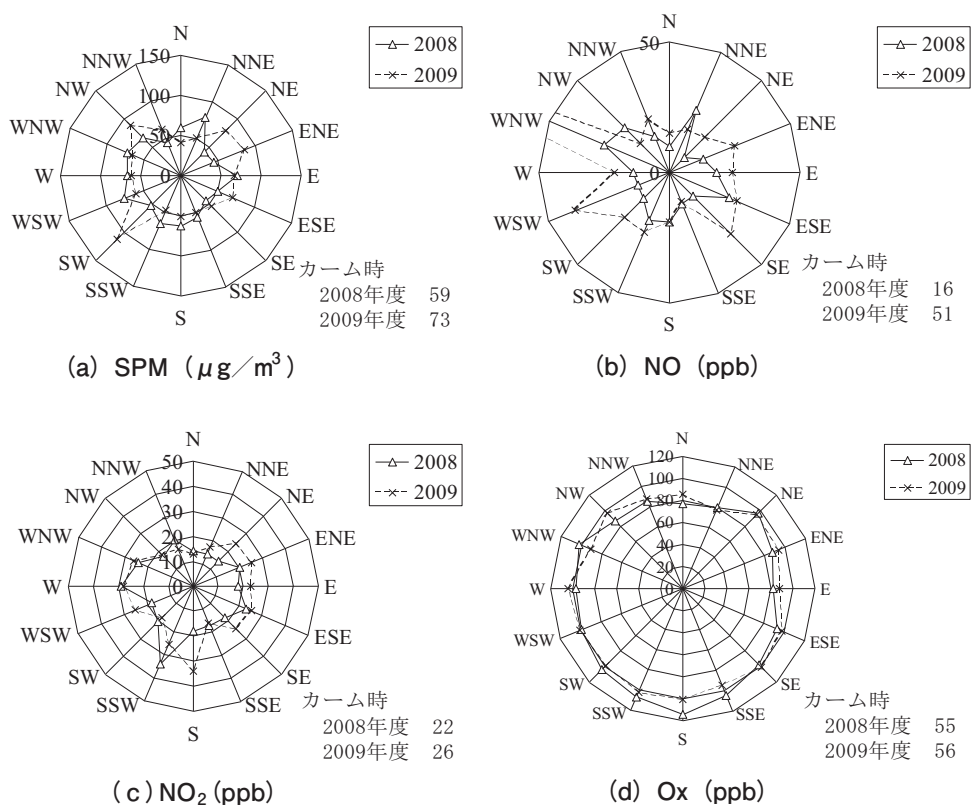 N
NNE
NE
ENE
E
ESE
SE
SSE
S
SSW
SW
WSW
W
WNW
NW
NNW
150
100
50
0
2008
2009
カーム時
2008年度 59
2009年度 73
(a) SPM (μg/m³)
N
NNE
NE
ENE
E
ESE
SE
SSE
S
SSW
SW
WSW
W
WNW
NW
NNW
50
0
2008
2009
カーム時
2008年度 16
2009年度 51
(b) NO (ppb)
N
NNE
NE
ENE
E
ESE
SE
SSE
S
SSW
SW
WSW
W
WNW
NW
NNW
50
40
30
20
10
0
2008
2009
カーム時
2008年度 22
2009年度 26
(c) NO₂ (ppb)
N
NNE
NE
ENE
E
ESE
SE
SSE
S
SSW
SW
WSW
W
WNW
NW
NNW
120
100
80
60
40
20
0
2008
2009
カーム時
2008年度 55
2009年度 56
(d) Ox (ppb)